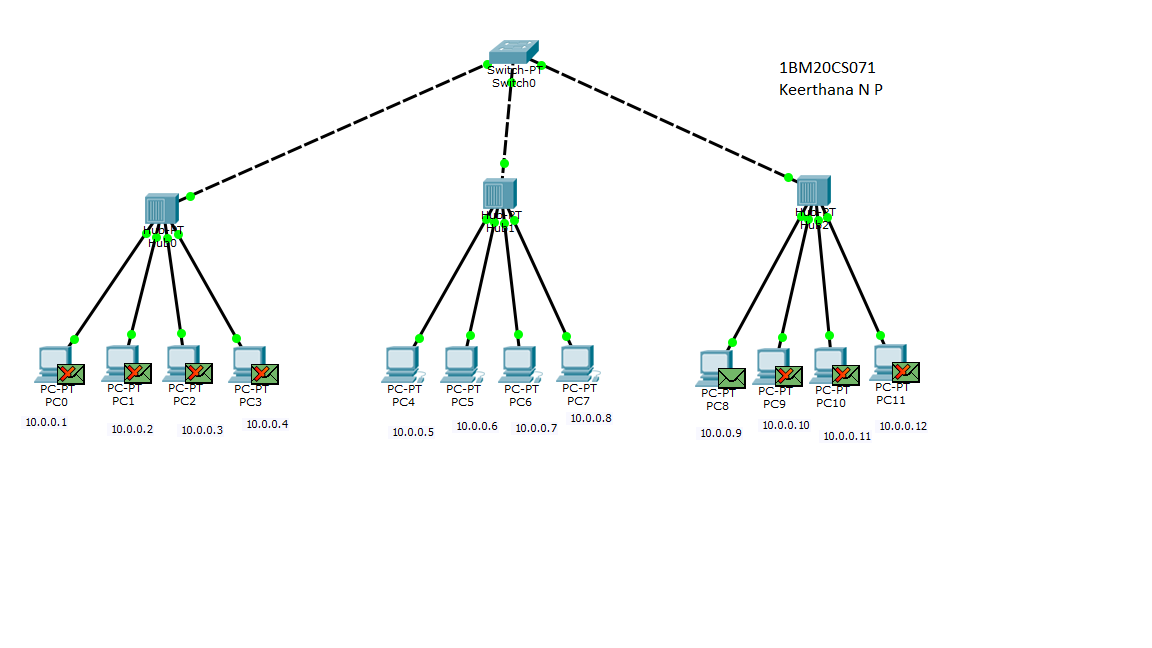 Switch-PT
Switch0
1BM20CS071
Keerthana N P
Hub-PT
Hub0
Hub-PT
Hub1
Hub-PT
Hub2
PC-PT
PC0
PC-PT
PC1
PC-PT
PC2
PC-PT
PC3
PC-PT
PC4
PC-PT
PC5
PC-PT
PC6
PC-PT
PC7
PC-PT
PC8
PC-PT
PC9
PC-PT
PC10
PC-PT
PC11
10.0.0.1
10.0.0.2
10.0.0.3
10.0.0.4
10.0.0.5
10.0.0.6
10.0.0.7
10.0.0.8
10.0.0.9
10.0.0.10
10.0.0.11
10.0.0.12